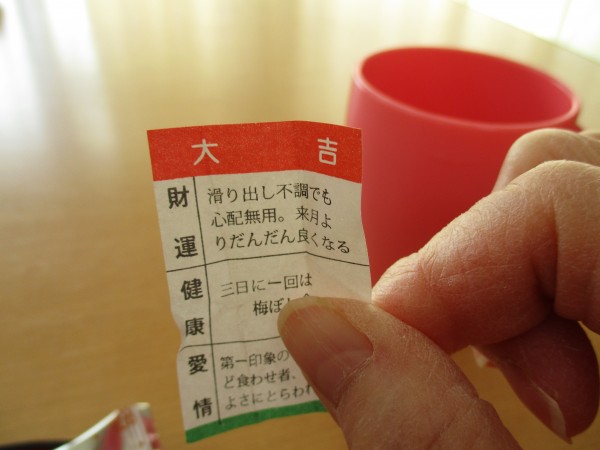 大吉
財運
滑り出し不調でも
心配無用。来月よ
りだんだん良くなる
健康
三日に一回は
梅ぼし
愛情
第一印象の
ど食わせ者、
よさにとらわれ